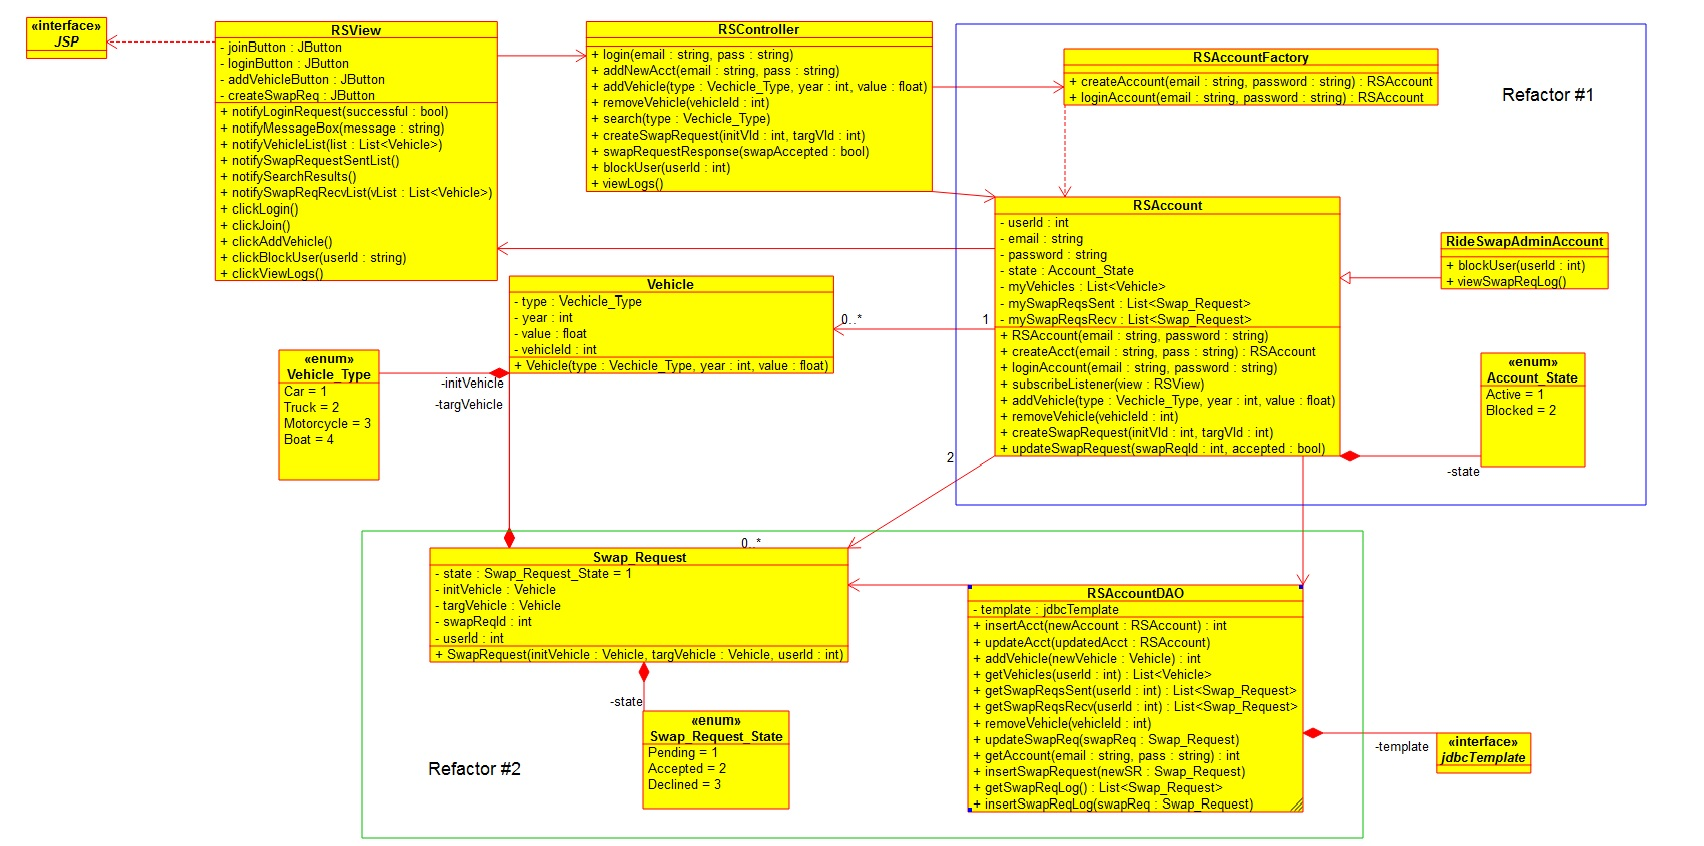 «interface»
JSP
RSView
- joinButton : JButton
- loginButton : JButton
- addVehicleButton : JButton
- createSwapReq : JButton
+ notifyLoginRequest(successful : bool)
+ notifyMessageBox(message : string)
+ notifyVehicleList(list : List<Vehicle>)
+ notifySwapRequestSentList()
+ notifySearchResults()
+ notifySwapReqRecvList(vList : List<Vehicle>)
+ clickLogin()
+ clickJoin()
+ clickAddVehicle()
+ clickBlockUser(userId : string)
+ clickViewLogs()
RSController
+ login(email : string, pass : string)
+ addNewAcct(email : string, pass : string)
+ addVehicle(type : Vechicle_Type, year : int, value : float)
+ removeVehicle(vehicleId : int)
+ search(type : Vechicle_Type)
+ createSwapRequest(initVId : int, targVId : int)
+ swapRequestResponse(swapAccepted : bool)
+ blockUser(userId : int)
+ viewLogs()
RSAccountFactory
+ createAccount(email : string, password : string) : RSAccount
+ loginAccount(email : string, password : string) : RSAccount
Refactor #1
RSAccount
- userId : int
- email : string
- password : string
- state : Account_State
- myVehicles : List<Vehicle>
- mySwapReqsSent : List<Swap_Request>
- mySwapReqsRecv : List<Swap_Request>
+ RSAccount(email : string, password : string)
+ createAcct(email : string, pass : string) : RSAccount
+ loginAccount(email : string, password : string)
+ subscribeListener(view : RSView)
+ addVehicle(type : Vechicle_Type, year : int, value : float)
+ removeVehicle(vehicleId : int)
+ createSwapRequest(initVId : int, targVId : int)
+ updateSwapRequest(swapReqId : int, accepted : bool)
RideSwapAdminAccount
+ blockUser(userId : int)
+ viewSwapReqLog()
«enum»
Account_State
Active = 1
Blocked = 2
-state
Vehicle
- type : Vechicle_Type
- year : int
- value : float
- vehicleId : int
+ Vehicle(type : Vechicle_Type, year : int, value : float)
0..*
1
«enum»
Vehicle_Type
Car = 1
Truck = 2
Motorcycle = 3
Boat = 4
-initVehicle
-targVehicle
2
0..*
Swap_Request
- state : Swap_Request_State = 1
- initVehicle : Vehicle
- targVehicle : Vehicle
- swapReqId : int
- userId : int
+ SwapRequest(initVehicle : Vehicle, targVehicle : Vehicle, userId : int)
-state
«enum»
Swap_Request_State
Pending = 1
Accepted = 2
Declined = 3
Refactor #2
RSAccountDAO
- template : jdbcTemplate
+ insertAcct(newAccount : RSAccount) : int
+ updateAcct(updatedAcct : RSAccount)
+ addVehicle(newVehicle : Vehicle) : int
+ getVehicles(userId : int) : List<Vehicle>
+ getSwapReqsSent(userId : int) : List<Swap_Request>
+ getSwapReqsRecv(userId : int) : List<Swap_Request>
+ removeVehicle(vehicleId : int)
+ updateSwapReq(swapReq : Swap_Request)
+ getAccount(email : string, pass : string) : int
+ insertSwapRequest(newSR : Swap_Request)
+ getSwapReqLog() : List<Swap_Request>
+ insertSwapReqLog(swapReq : Swap_Request)
-template
«interface»
jdbcTemplate